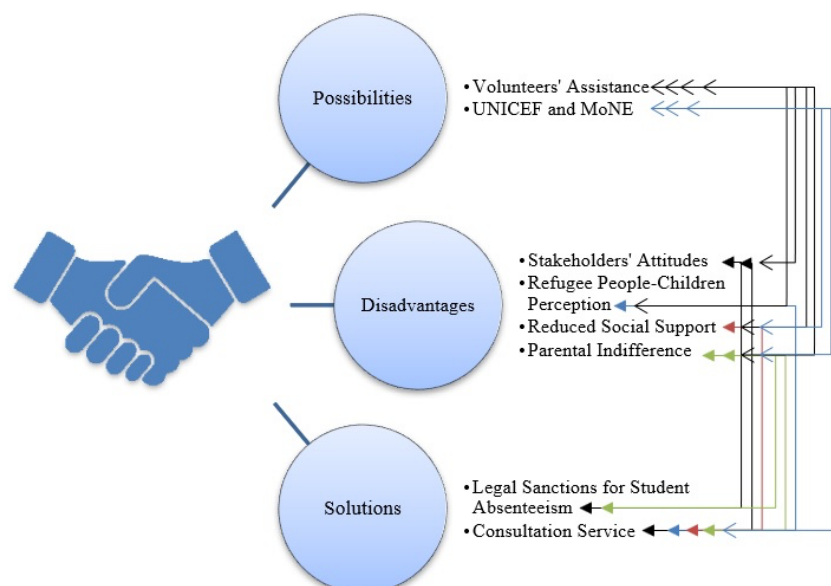 Possibilities
• Volunteers' Assistance
• UNICEF and MoNE
Disadvantages
• Stakeholders' Attitudes
• Refugee People-Children
Perception
• Reduced Social Support
• Parental Indifference
Solutions
• Legal Sanctions for Student
Absenteeism
• Consultation Service